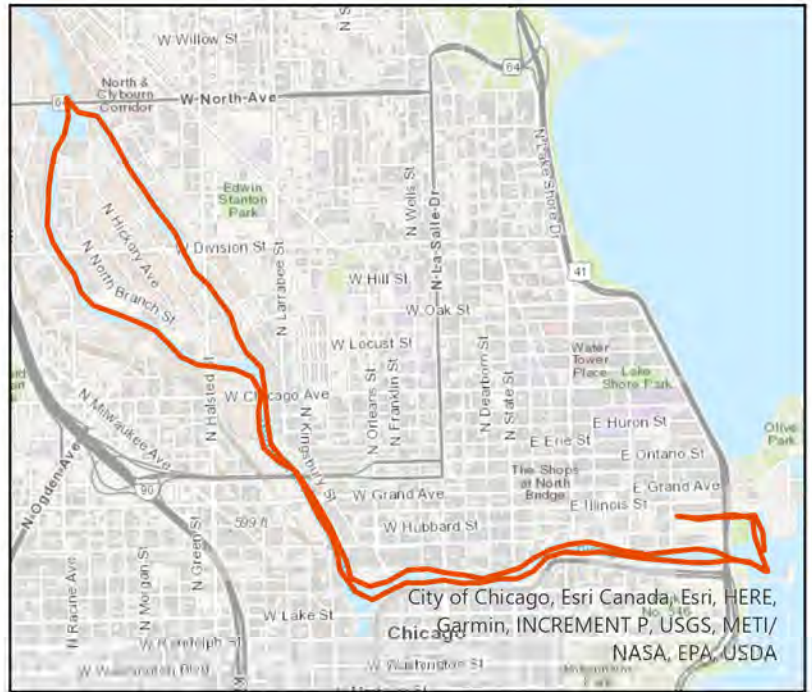 W Willow St
North &
Clybourn
Corridor
64
W-North-Ave
64
N Lake Shore Dr
Edwin
Stanton
Park
N Wells St
N Hickory Ave
W Division St
N-La-Salle-Dr
41
N North Branch St
N Larrabee St
W Hill St
W Oak St
W Locust St
Water
Tower
Place
Lake
Shore Park
N Halsted St
W Chicago Ave
N Orleans St
N Franklin St
N Dearborn St
N State St
N Milwaukee Ave
N Kingsbury St
E Huron St
Olive
Park
E Erie St
E Ontario St
N-Ogden-Ave
90
The Shops
at North
Bridge
E Grand Ave
W Grand Ave
E Illinois St
599 ft
W Hubbard St
N Racine Ave
N Morgan St
N Green St
W Lake St
City of Chicago, Esri Canada, Esri, HERE,
Garmin, INCREMENT P, USGS, METI/
NASA, EPA, USDA
Chicago
W Randolph St
W Washington Blvd
W Washington St